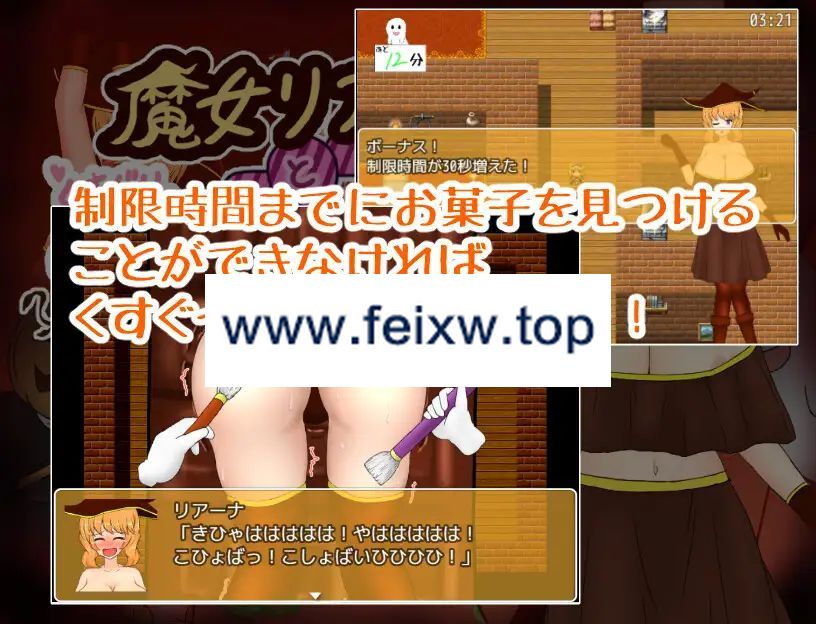 03:21
あと
12分
魔女リア
と
ボーナス！
制限時間が30秒増えた！
制限時間までにお菓子を見つける
ことができなければ
くすぐ
！
www.feixw.top
リアーナ
「きひゃはははははは！やはははははは！
こひょばっ！こしょばいひひひひ！」